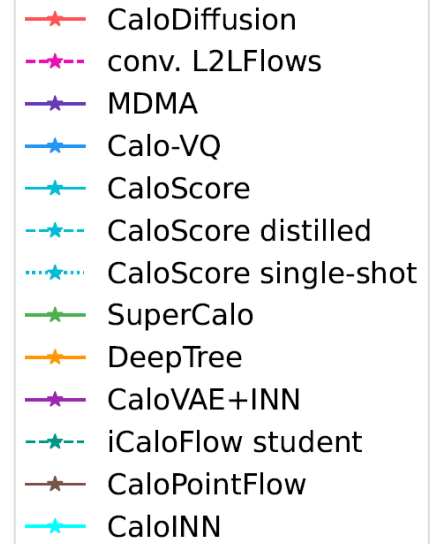 CaloDiffusion
conv. L2LFlows
MDMA
Calo-VQ
CaloScore
CaloScore distilled
CaloScore single-shot
SuperCalo
DeepTree
CaloVAE+INN
iCaloFlow student
CaloPointFlow
CaloINN